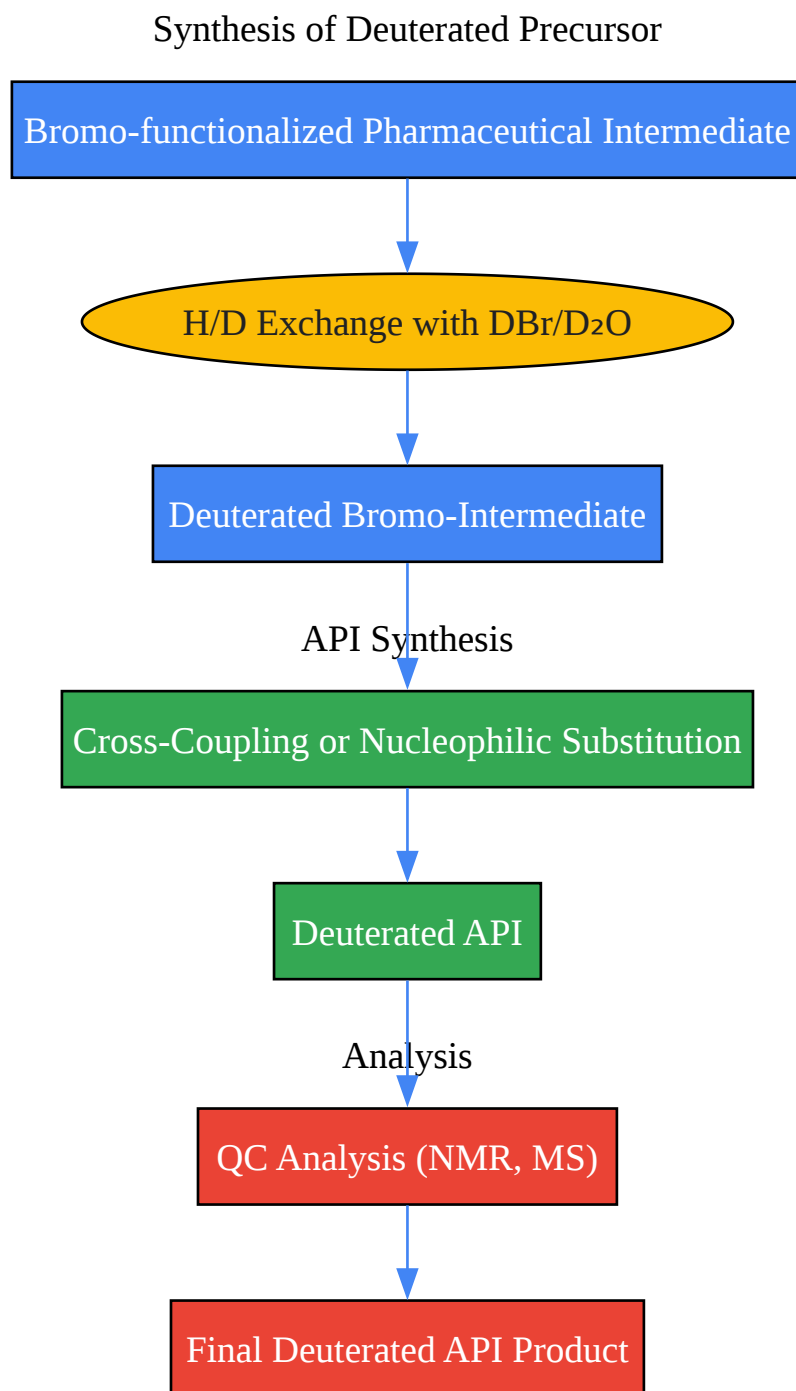 Synthesis of Deuterated Precursor
Bromo-functionalized Pharmaceutical Intermediate
H/D Exchange with DBr/D₂O
Deuterated Bromo-Intermediate
API Synthesis
Cross-Coupling or Nucleophilic Substitution
Deuterated API
Analysis
QC Analysis (NMR, MS)
Final Deuterated API Product